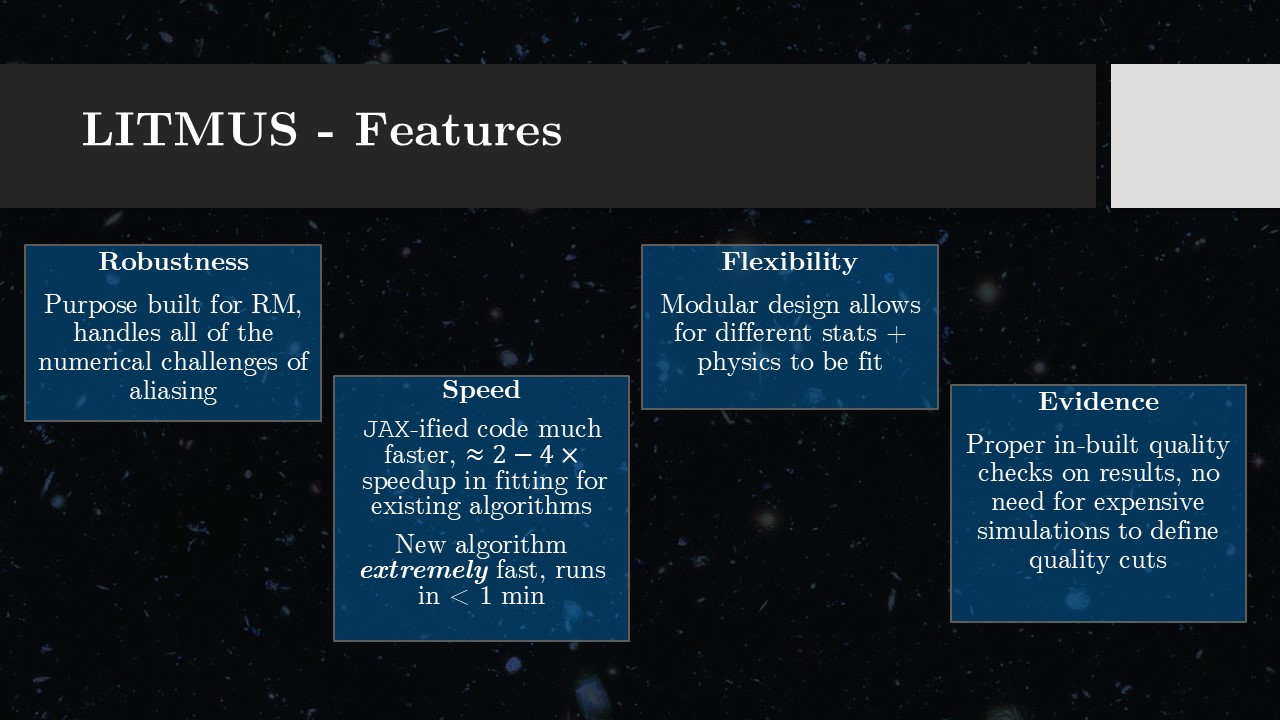 LITMUS - Features
Robustness
Purpose built for RM,
handles all of the
numerical challenges of
aliasing
Speed
JAX-ified code much
faster, ≈ 2 − 4 ×
speedup in fitting for
existing algorithms
New algorithm
extremely fast, runs
in < 1 min
Flexibility
Modular design allows
for different stats +
physics to be fit
Evidence
Proper in-built quality
checks on results, no
need for expensive
simulations to define
quality cuts